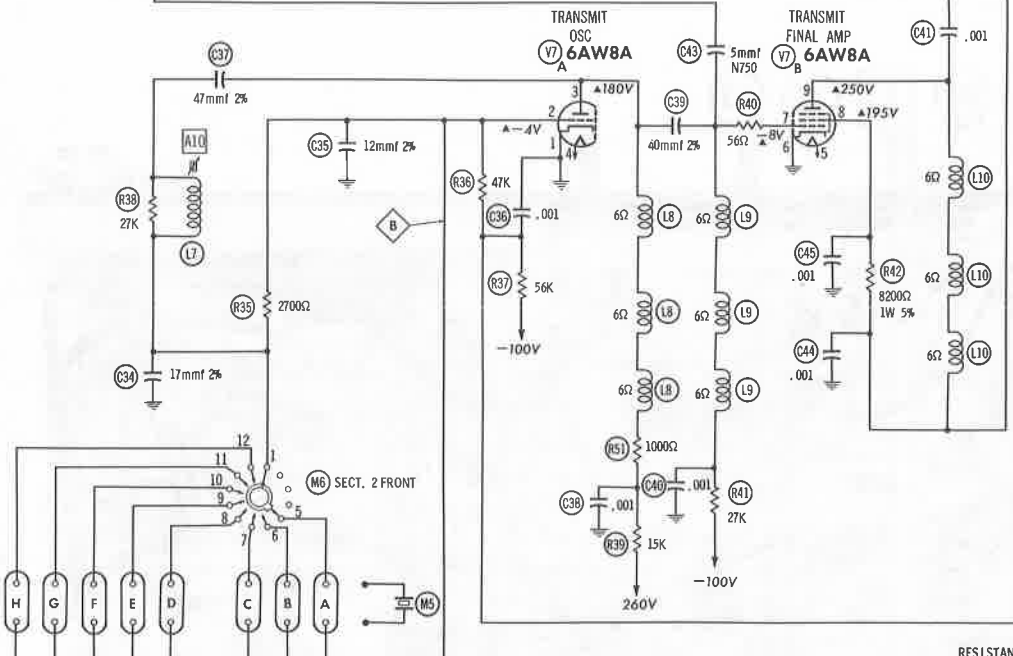 TRANSMIT
OSC
V7 A 6AW8A
TRANSMIT
FINAL AMP
V7 B 6AW8A
C37
47mmf 2%
C43
5mmf
N750
C41
.001
3
▲180V
2
▲-4V
1
4
C39
40mmf 2%
R40
56Ω
9
▲250V
8
▲195V
7
▲-8V
6
5
A10
R38
27K
L7
C35
12mmf 2%
R36
47K
C36
.001
B
R37
56K
-100V
R35
2700Ω
C34
17mmf 2%
6Ω
L8
6Ω
L9
6Ω
L10
C45
.001
R42
8200Ω
1W 5%
6Ω
L10
6Ω
L8
6Ω
L9
C44
.001
6Ω
L10
6Ω
L8
6Ω
L9
R51
1000Ω
C38
.001
C40
.001
R41
27K
R39
15K
-100V
260V
12
1
11
10
9
8
7
6
5
M6 SECT. 2 FRONT
H
G
F
E
D
C
B
A
M5
RESISTAN